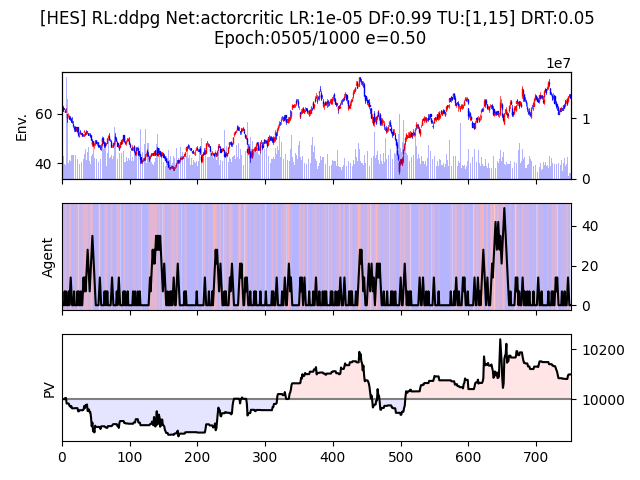 [HES] RL:ddpg Net:actorcritic LR:1e-05 DF:0.99 TU:[1,15] DRT:0.05
Epoch:0505/1000 e=0.50
1e7
Env.
60
40
1
0
Agent
40
20
0
PV
10200
10000
0 100 200 300 400 500 600 700